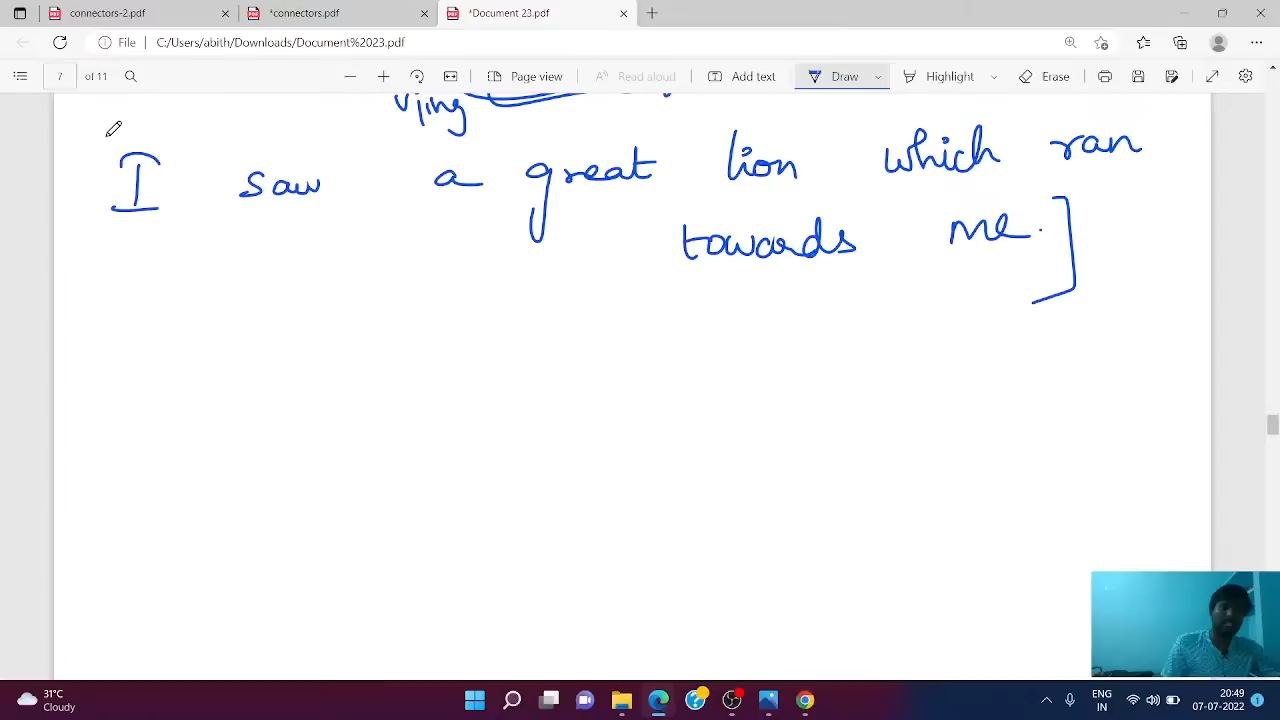 connectors-2.pdf
*connectors.pdf
*Document 23.pdf
File
C:/Users/abith/Downloads/Document%2023.pdf
7 of 11
Page view
Read aloud
Add text
Draw
Highlight
Erase
I saw a great lion which ran
towards me.
31°C
Cloudy
ENG
IN
20:49
07-07-2022